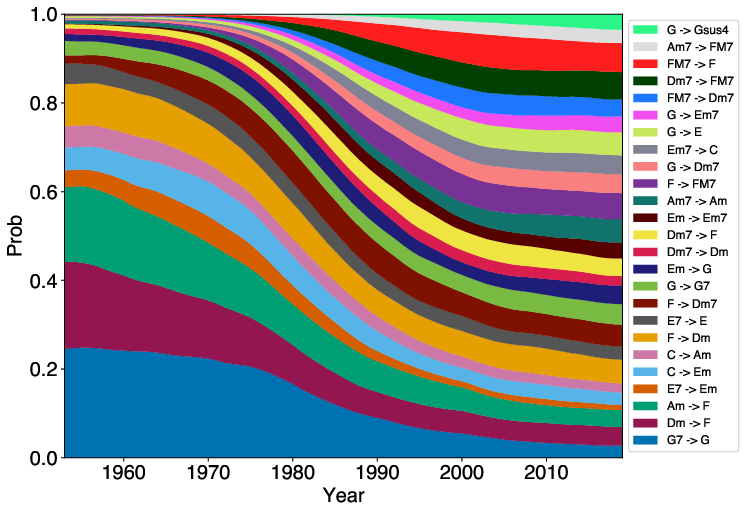 1.0
0.8
0.6
0.4
0.2
0.0
Prob
1960 1970 1980 1990 2000 2010
Year
G -> Gsus4
Am7 -> FM7
FM7 -> F
Dm7 -> FM7
FM7 -> Dm7
G -> Em7
G -> E
Em7 -> C
G -> Dm7
F -> FM7
Am7 -> Am
Em -> Em7
Dm7 -> F
Dm7 -> Dm
Em -> G
G -> G7
F -> Dm7
E7 -> E
F -> Dm
C -> Am
C -> Em
E7 -> Em
Am -> F
Dm -> F
G7 -> G